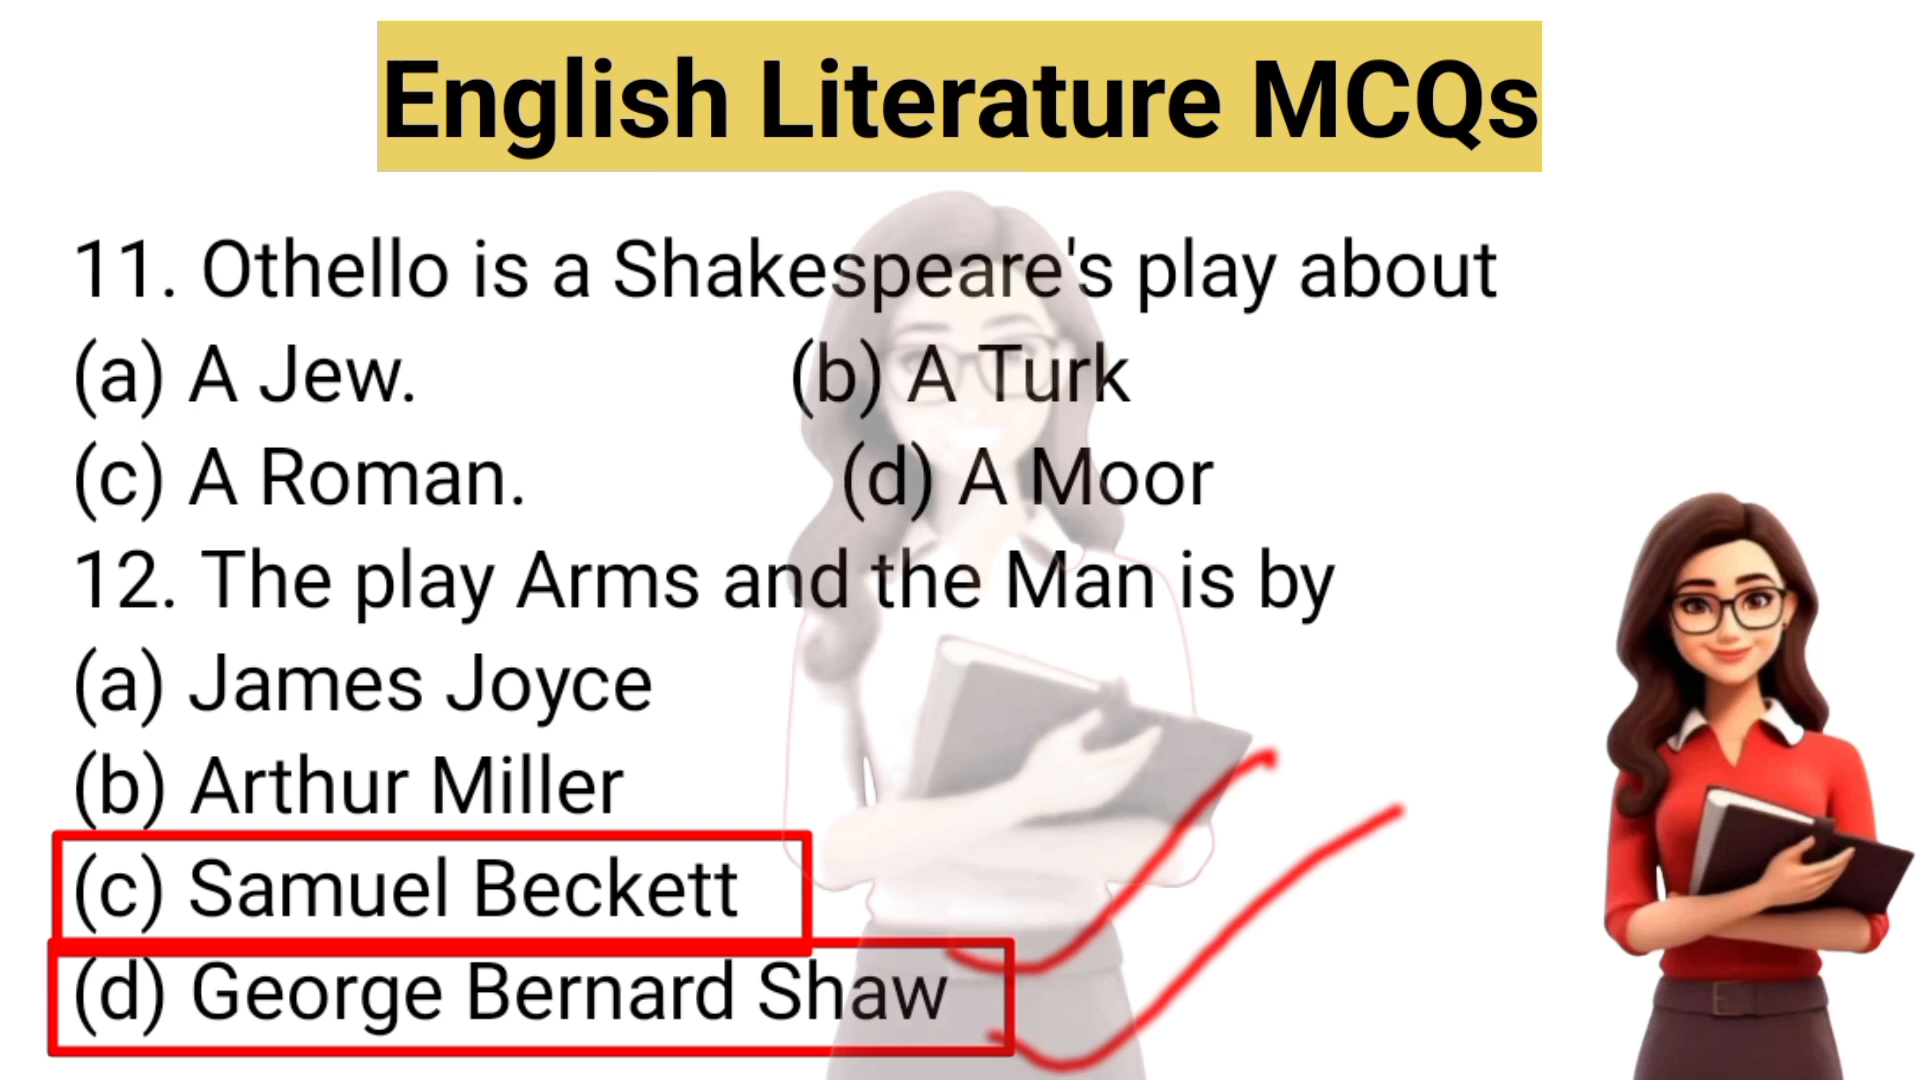 English Literature MCQs
11. Othello is a Shakespeare's play about
(a) A Jew. (b) A Turk
(c) A Roman. (d) A Moor
12. The play Arms and the Man is by
(a) James Joyce
(b) Arthur Miller
(c) Samuel Beckett
(d) George Bernard Shaw